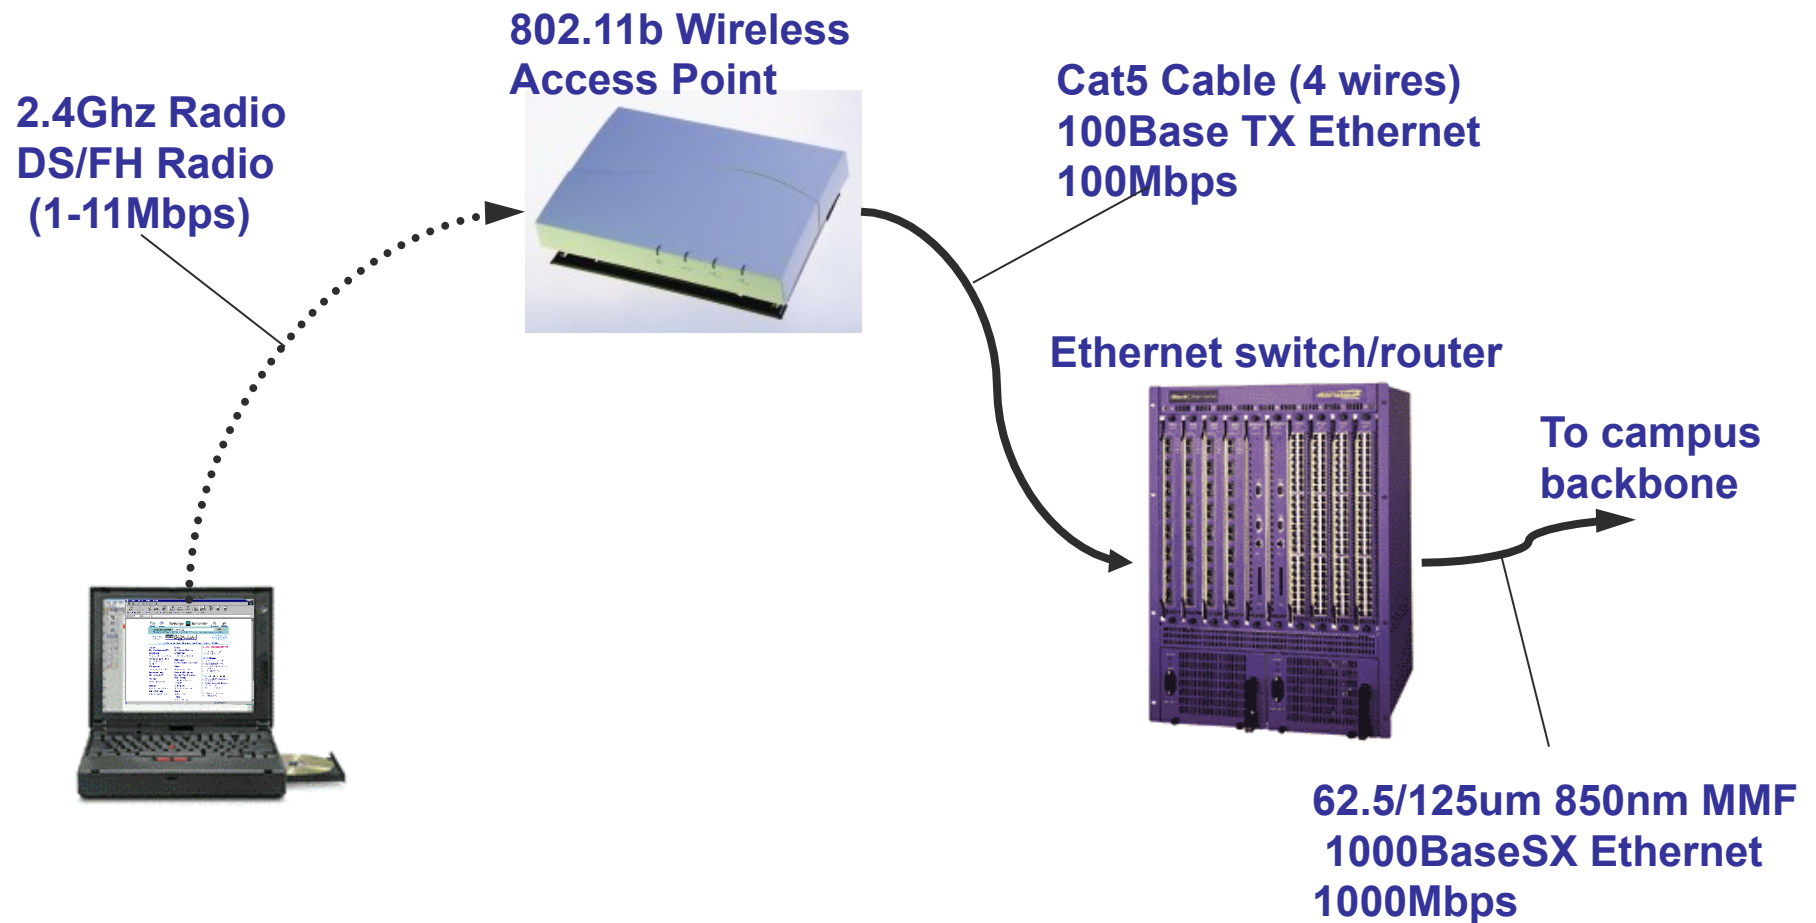 802.11b Wireless
Access Point
2.4Ghz Radio
DS/FH Radio
(1-11Mbps)
Cat5 Cable (4 wires)
100Base TX Ethernet
100Mbps
Ethernet switch/router
To campus
backbone
62.5/125um 850nm MMF
1000BaseSX Ethernet
1000Mbps